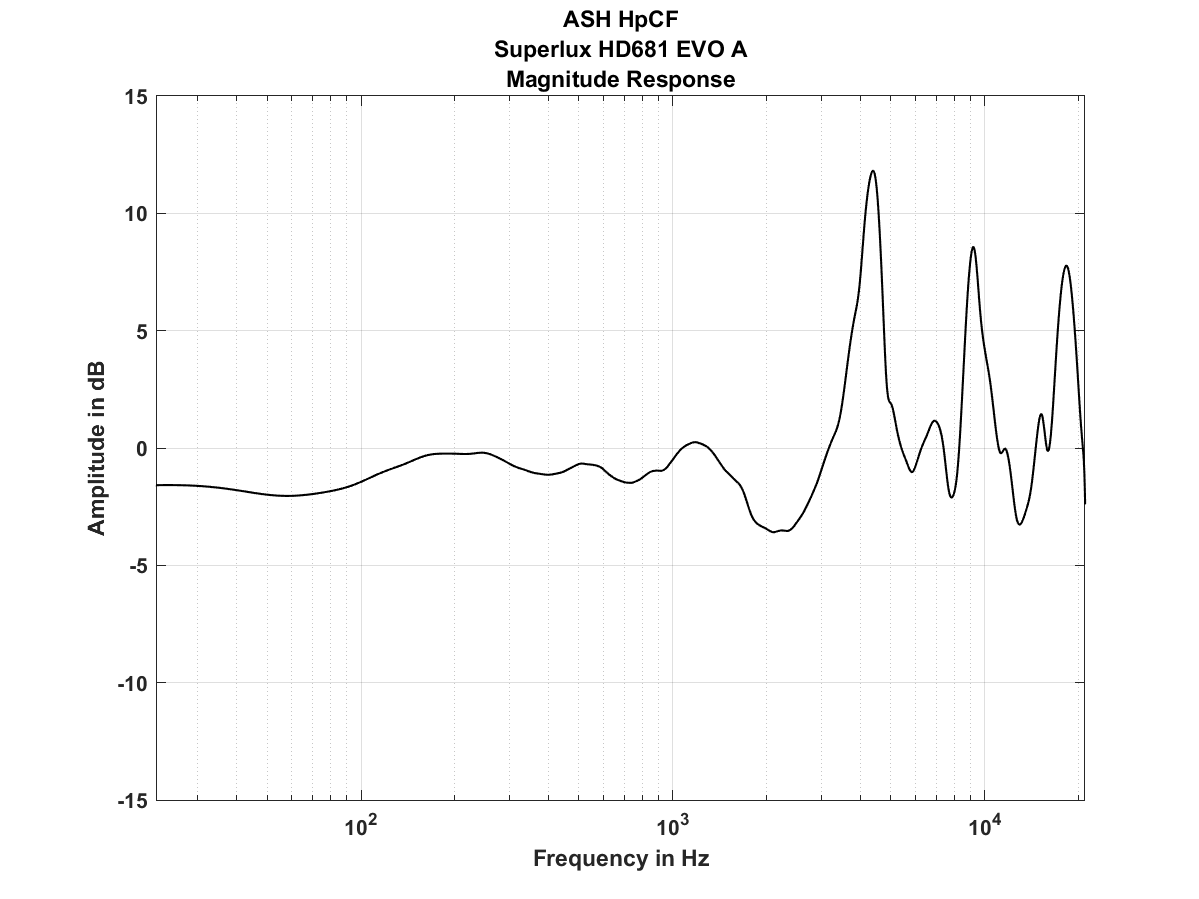 ASH HpCF
Superlux HD681 EVO A
Magnitude Response
15
10
5
0
-5
-10
-15
Amplitude in dB
10²
10³
10⁴
Frequency in Hz